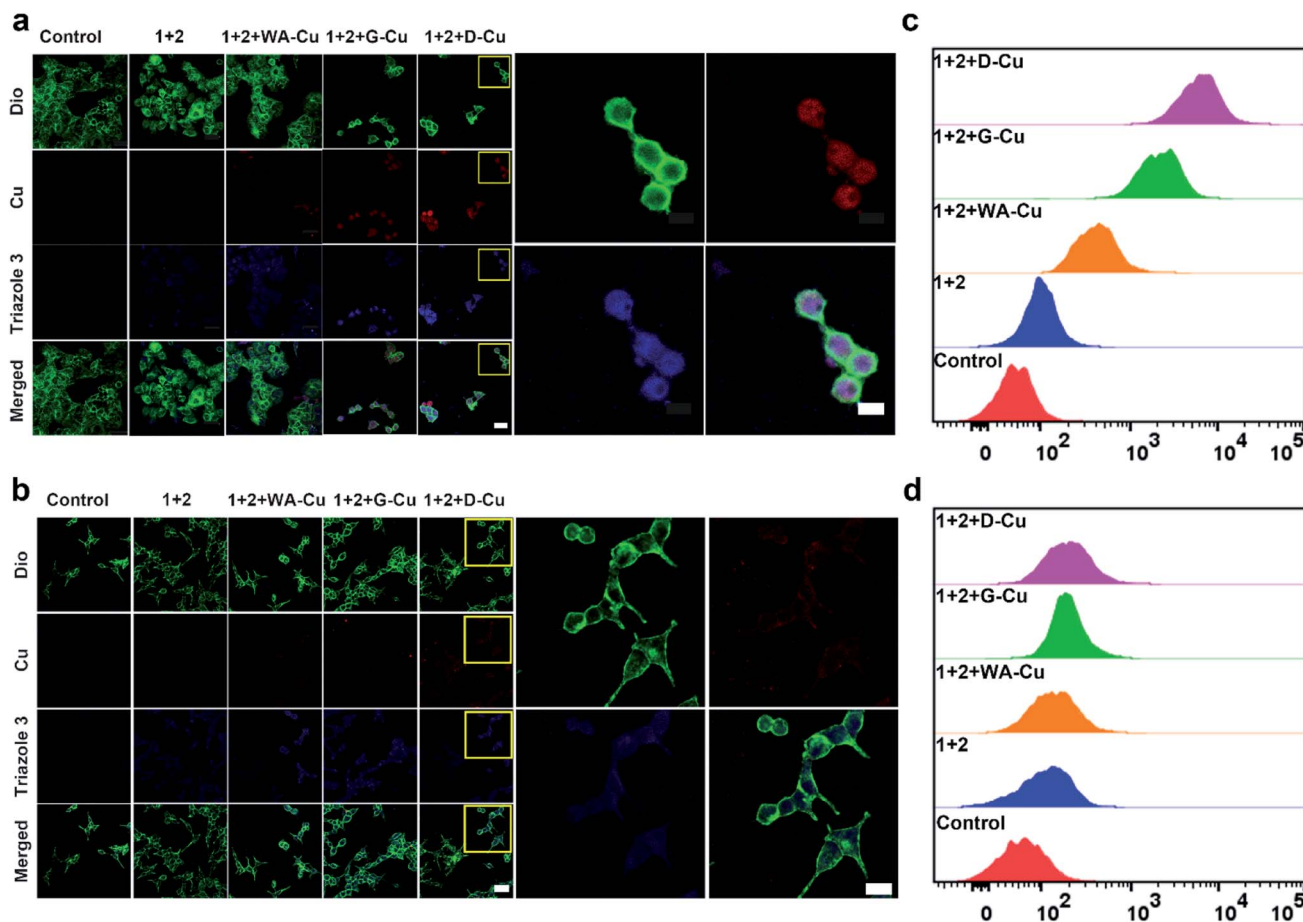 a
Control 1+2 1+2+WA-Cu 1+2+G-Cu 1+2+D-Cu
Dio
Cu
Triazole 3
Merged
c
1+2+D-Cu
1+2+G-Cu
1+2+WA-Cu
1+2
Control
0 10² 10³ 10⁴ 10⁵
b
Control 1+2 1+2+WA-Cu 1+2+G-Cu 1+2+D-Cu
Dio
Cu
Triazole 3
Merged
d
1+2+D-Cu
1+2+G-Cu
1+2+WA-Cu
1+2
Control
0 10² 10³ 10⁴ 10⁵